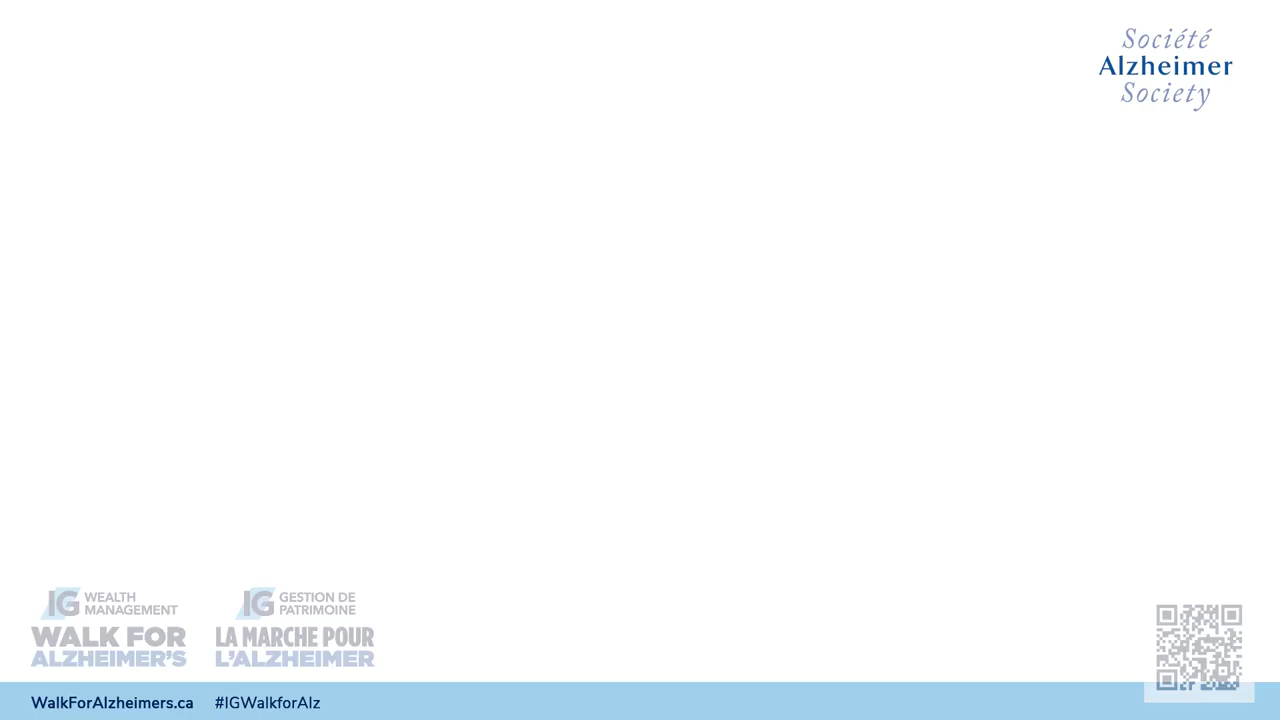 Société
Alzheimer
Society
IG WEALTH
MANAGEMENT
WALK FOR
ALZHEIMER'S
IG GESTION DE
PATRIMOINE
LA MARCHE POUR
L'ALZHEIMER
WalkForAlzheimers.ca #IGWalkforAlz